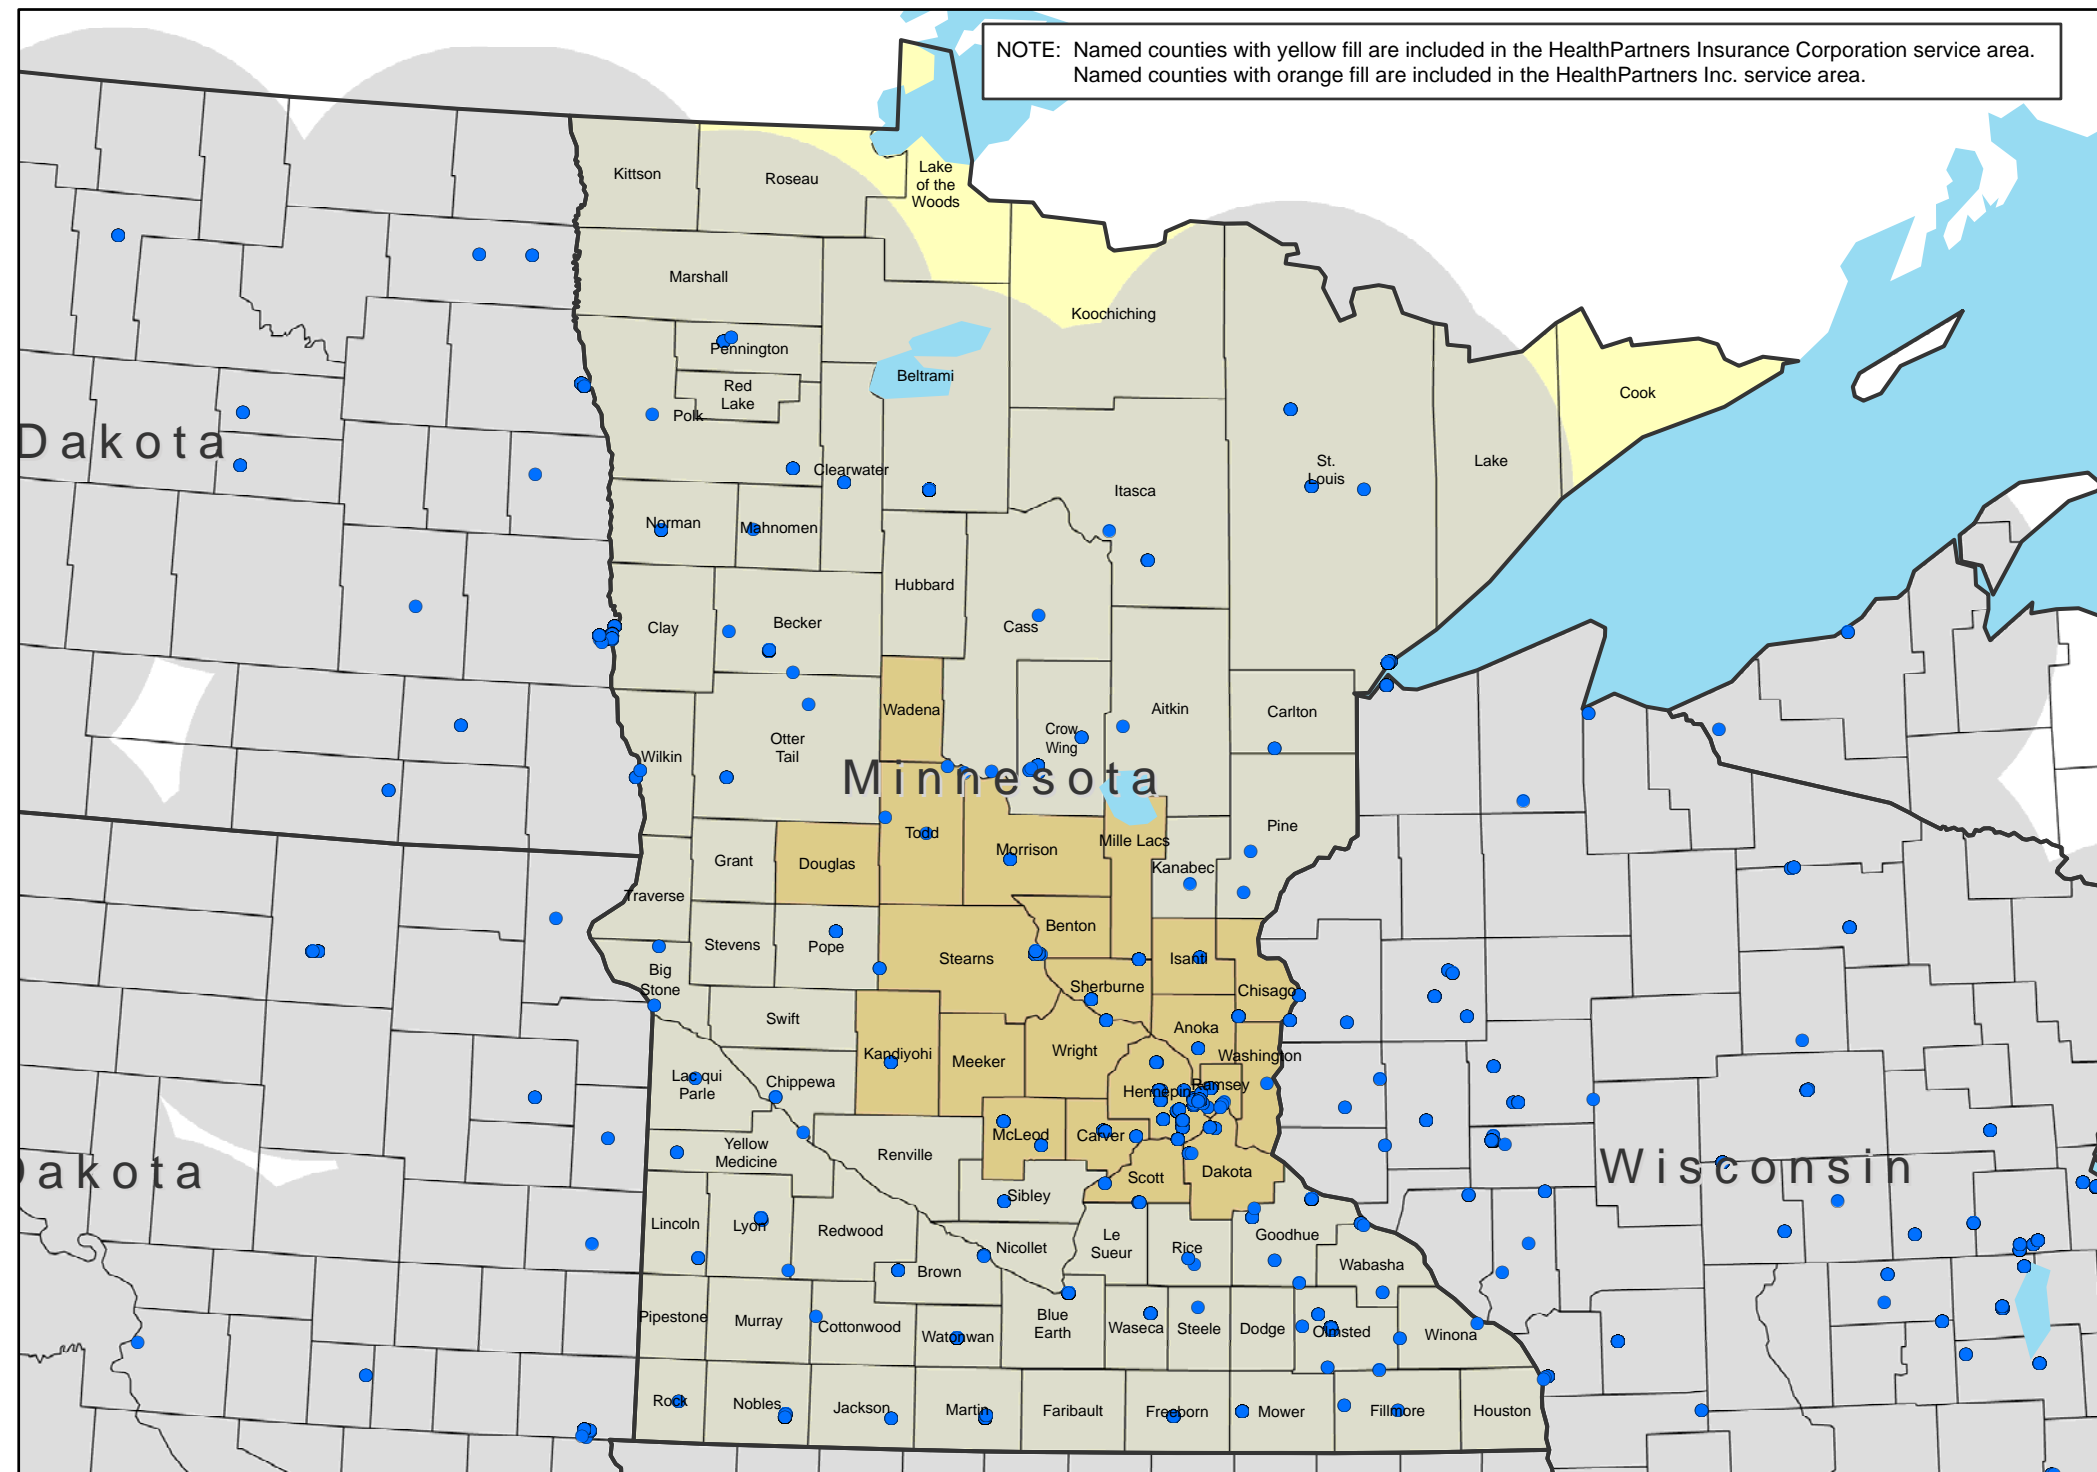 NOTE: Named counties with yellow fill are included in the HealthPartners Insurance Corporation service area.
Named counties with orange fill are included in the HealthPartners Inc. service area.
Kittson
Roseau
Lake
of the
Woods
Marshall
Koochiching
Pennington
Red
Lake
Beltrami
Cook
Polk
Dakota
Clearwater
St.
Louis
Lake
Itasca
Norman
Mahnomen
Hubbard
Clay
Becker
Cass
Wadena
Aitkin
Carlton
Crow
Wing
Otter
Tail
Wilkin
Minnesota
Todd
Pine
Mille Lacs
Morrison
Grant
Douglas
Kanabec
Traverse
Benton
Stevens
Pope
Stearns
Isanti
Big
Stone
Sherburne
Chisago
Swift
Anoka
Kandiyohi
Meeker
Wright
Washington
Lac qui
Parle
Chippewa
Hennepin
Ramsey
McLeod
Carver
Yellow
Medicine
Renville
Dakota
Scott
Dakota
Wisconsin
Sibley
Lincoln
Lyon
Redwood
Nicollet
Le
Sueur
Rice
Goodhue
Wabasha
Brown
Pipestone
Murray
Cottonwood
Watonwan
Blue
Earth
Waseca
Steele
Dodge
Olmsted
Winona
Rock
Nobles
Jackson
Martin
Faribault
Freeborn
Mower
Fillmore
Houston